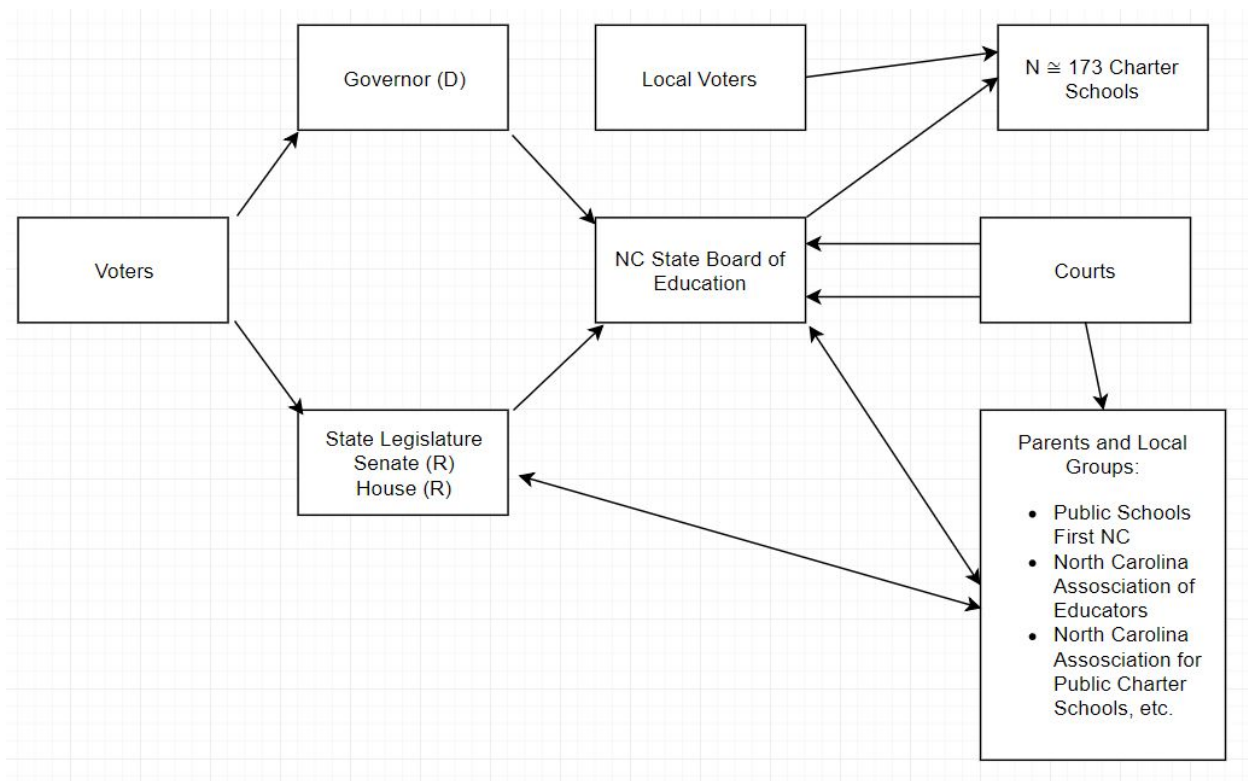 Governor (D)
Local Voters
N ≅ 173 Charter
Schools
Voters
NC State Board of
Education
Courts
State Legislature
Senate (R)
House (R)
Parents and Local
Groups:
• Public Schools
First NC
• North Carolina
Assosciation of
Educators
• North Carolina
Assosciation for
Public Charter
Schools, etc.